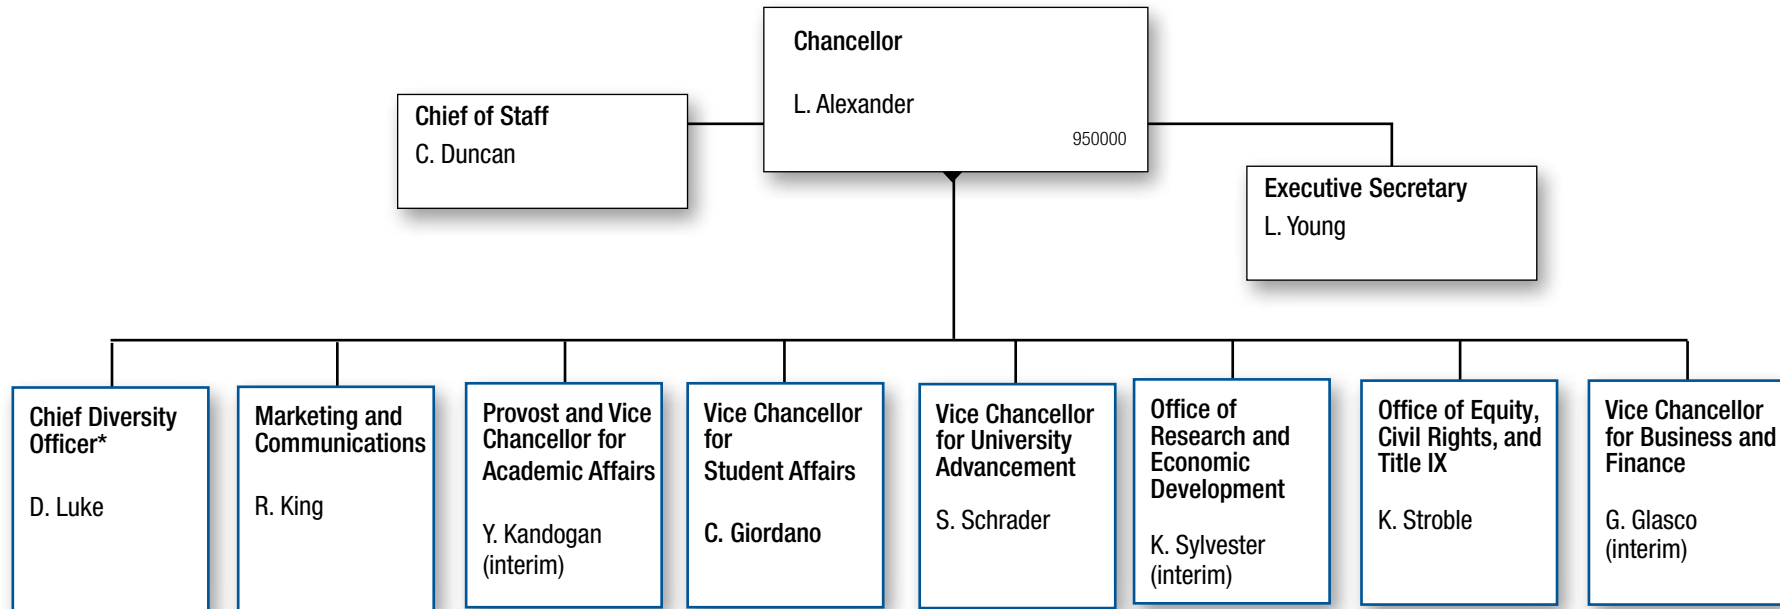 Chancellor
L. Alexander
950000
Chief of Staff
C. Duncan
Executive Secretary
L. Young
Chief Diversity
Officer*
D. Luke
Marketing and
Communications
R. King
Provost and Vice
Chancellor for
Academic Affairs
Y. Kandogan
(interim)
Vice Chancellor
for
Student Affairs
C. Giordano
Vice Chancellor
for University
Advancement
S. Schrader
Office of
Research and
Economic
Development
K. Sylvester
(interim)
Office of Equity,
Civil Rights, and
Title IX
K. Stroble
Vice Chancellor
for Business and
Finance
G. Glasco
(interim)